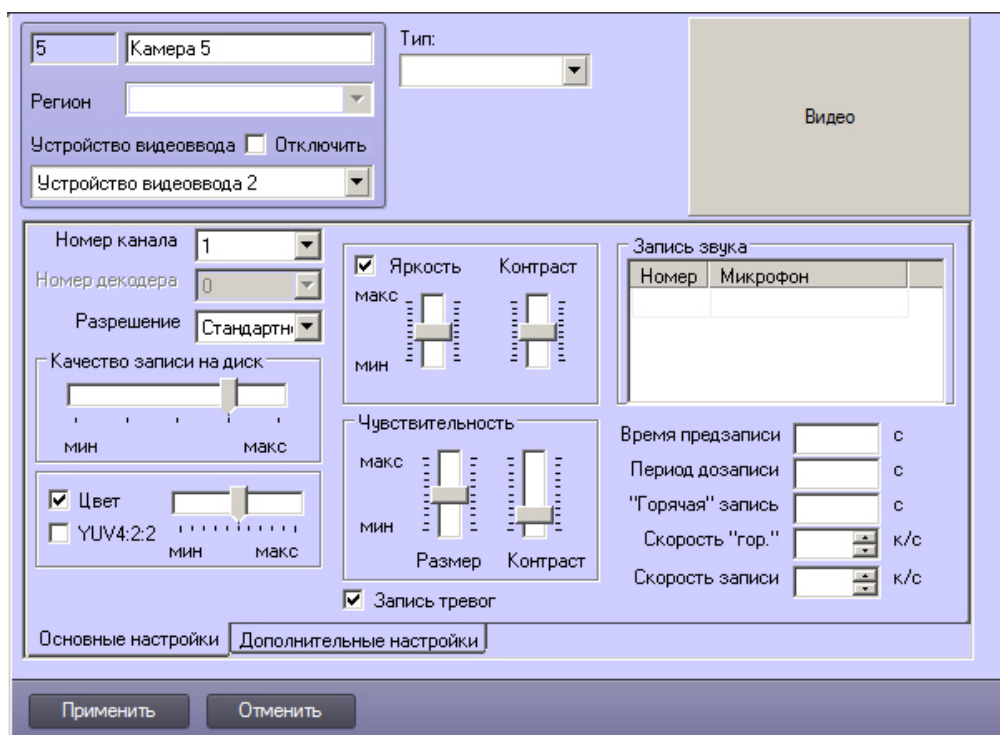 5
Камера 5
Тип:
Регион
Видео
Устройство видеоввода
Отключить
Устройство видеоввода 2
Номер канала
1
Номер декодера
0
Разрешение
Стандартн
Качество записи на диск
мин
макс
Цвет
YUV4:2:2
мин
макс
Яркость
Контраст
макс
мин
Чувствительность
макс
мин
Размер
Контраст
Запись тревог
Запись звука
Номер
Микрофон
Время предзаписи
с
Период дозаписи
с
"Горячая" запись
с
Скорость "гор."
к/с
Скорость записи
к/с
Основные настройки
Дополнительные настройки
Применить
Отменить